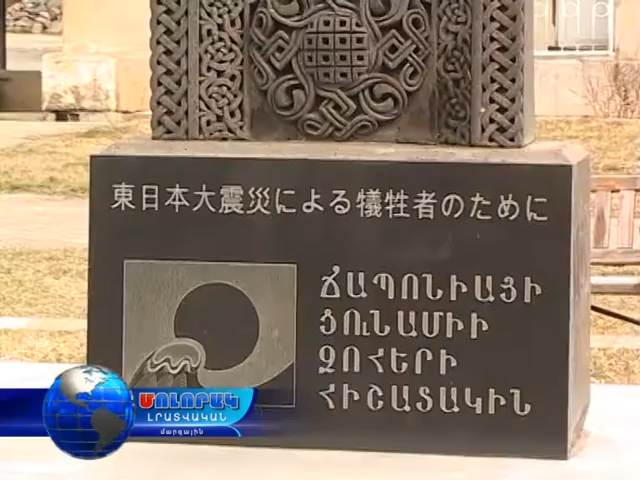 東日本大震災による犠牲者のために
ՃԱՊՈՆԻԱՅԻ
ՑՈւՆԱՄԻԻ
ԶՈՀԵՐԻ
ՀԻՇԱՏԱԿԻՆ
ՄՈԼՈՐԱԿ
ԼՐԱՏՎԱԿԱՆ
մարզային